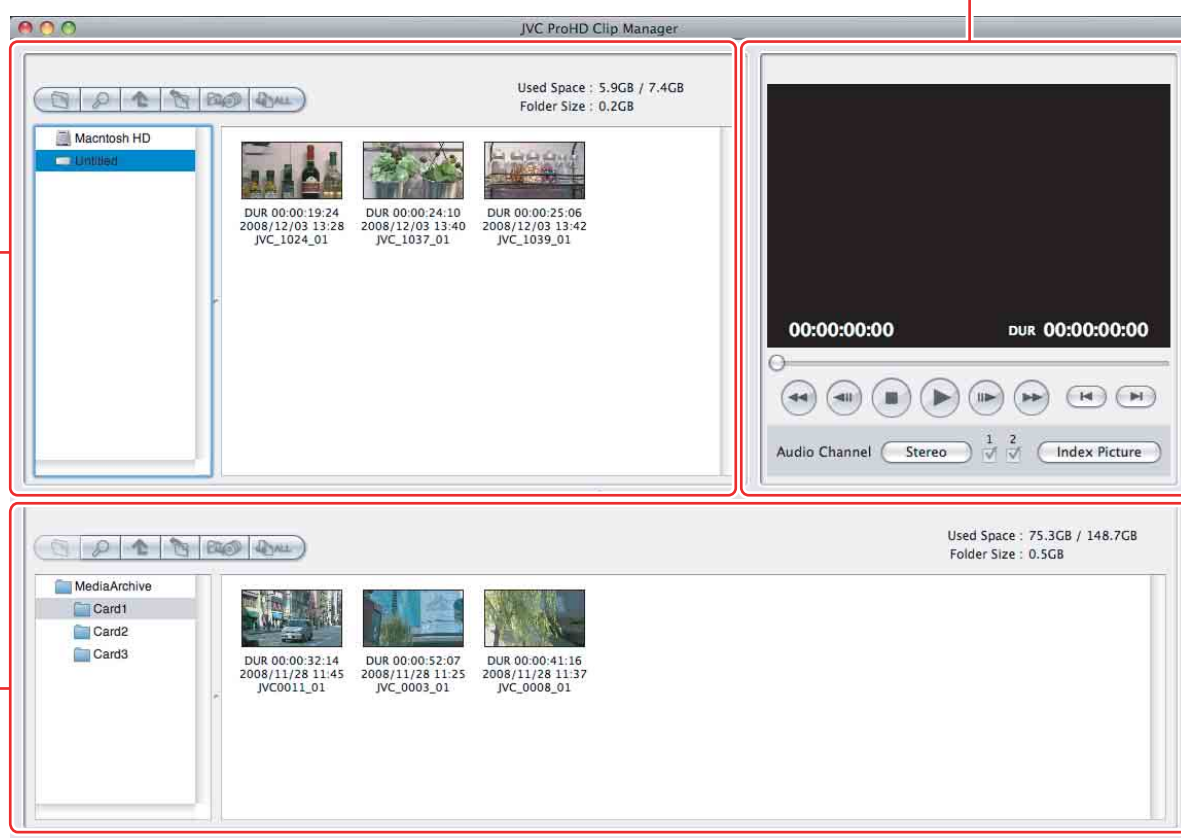 JVC ProHD Clip Manager
Used Space : 5.9GB / 7.4GB
Folder Size : 0.2GB
ALL
Macntosh HD
Untitled
DUR 00:00:19:24
2008/12/03 13:28
JVC_1024_01
DUR 00:00:24:10
2008/12/03 13:40
JVC_1037_01
DUR 00:00:25:06
2008/12/03 13:42
JVC_1039_01
00:00:00:00
DUR 00:00:00:00
Audio Channel
Stereo
1 2
Index Picture
Used Space : 75.3GB / 148.7GB
Folder Size : 0.5GB
ALL
MediaArchive
Card1
Card2
Card3
DUR 00:00:32:14
2008/11/28 11:45
JVC0011_01
DUR 00:00:52:07
2008/11/28 11:25
JVC_0003_01
DUR 00:00:41:16
2008/11/28 11:37
JVC_0008_01